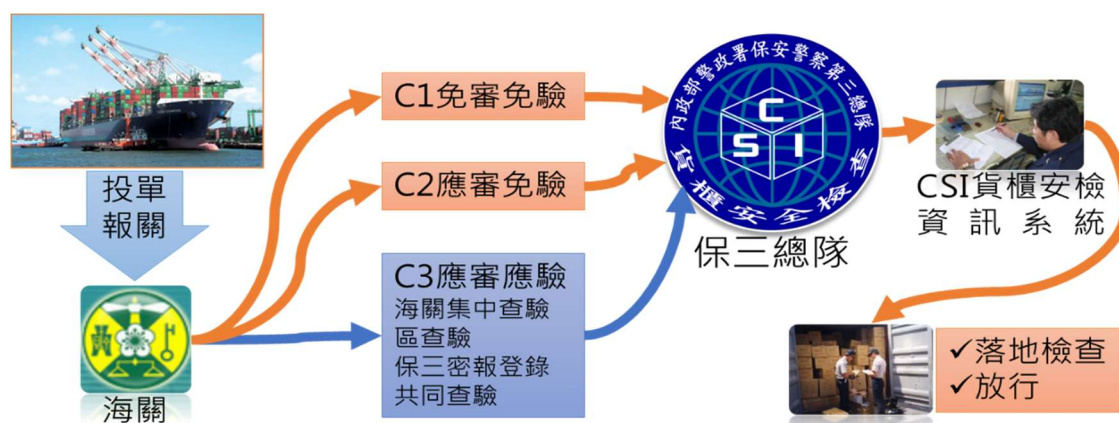 投單
報關
海關
C1免審免驗
C2應審免驗
C3應審應驗
海關集中查驗
區查驗
保三密報登錄
共同查驗
內政部警政署保安警察第三總隊
C
S I
貨櫃安全檢查
保三總隊
CSI貨櫃安檢
資訊系統
✓落地檢查
✓放行